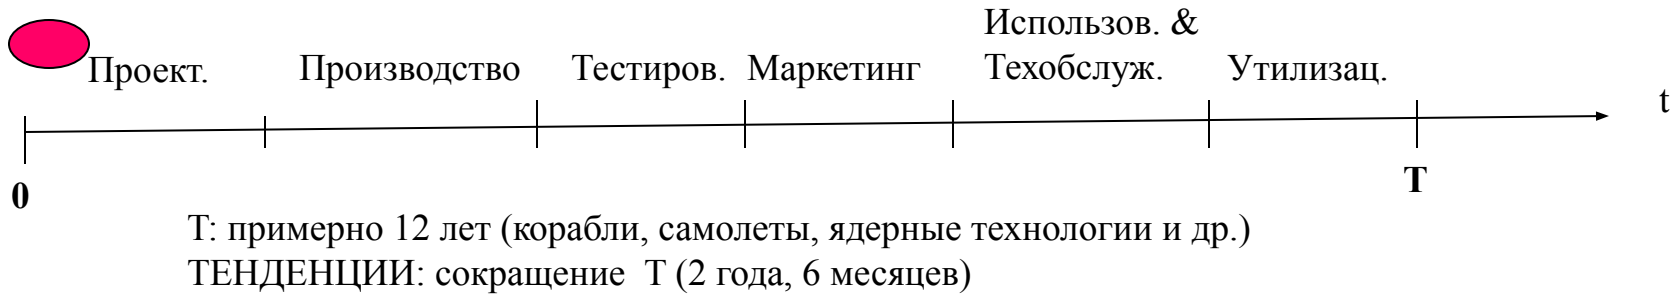 Использов. &
Проект. Производство Тестиров. Маркетинг Техобслуж. Утилизац.
t
0 T
T: примерно 12 лет (корабли, самолеты, ядерные технологии и др.)
ТЕНДЕНЦИИ: сокращение T (2 года, 6 месяцев)